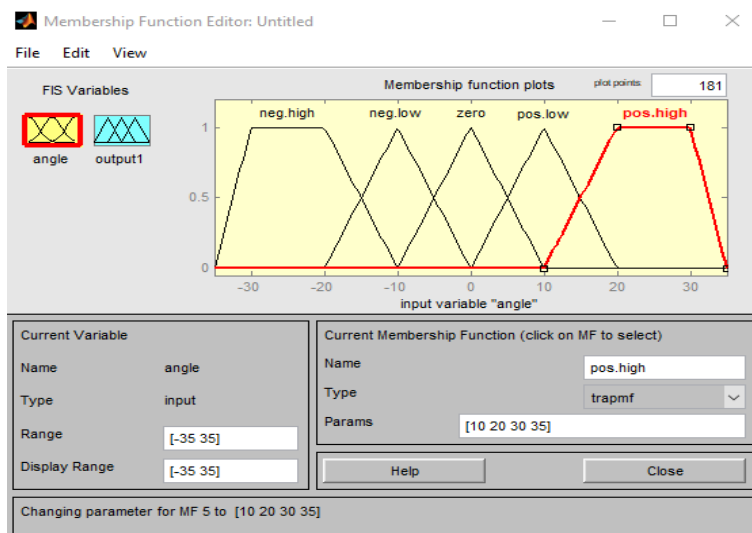 Membership Function Editor: Untitled
File Edit View
FIS Variables
angle output1
Membership function plots
plot points: 181
neg.high neg.low zero pos.low pos.high
1
0.5
0
-30 -20 -10 0 10 20 30
input variable "angle"
Current Variable
Name angle
Type input
Range [-35 35]
Display Range [-35 35]
Current Membership Function (click on MF to select)
Name pos.high
Type trapmf
Params [10 20 30 35]
Help Close
Changing parameter for MF 5 to [10 20 30 35]